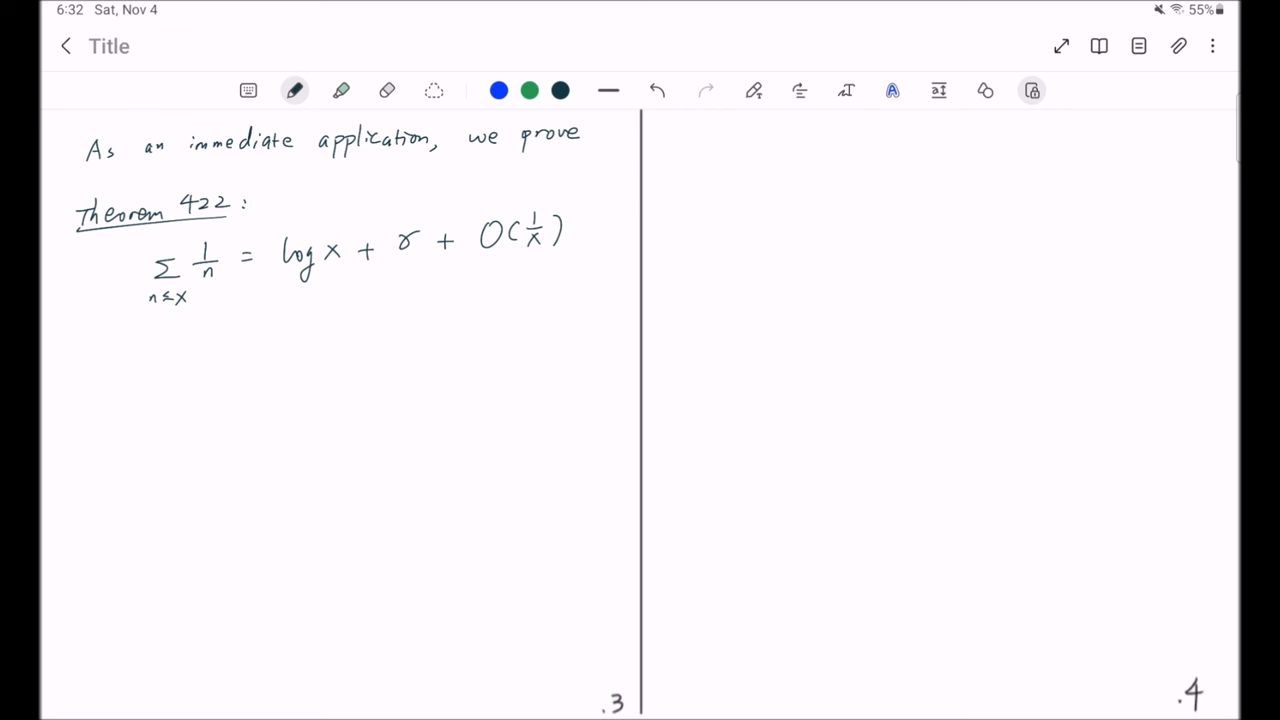 6:32 Sat, Nov 4
55%
Title
As an immediate application, we prove
Theorem 422:
∑_{n≤x} 1/n = log x + γ + O(1/x)
.3
.4